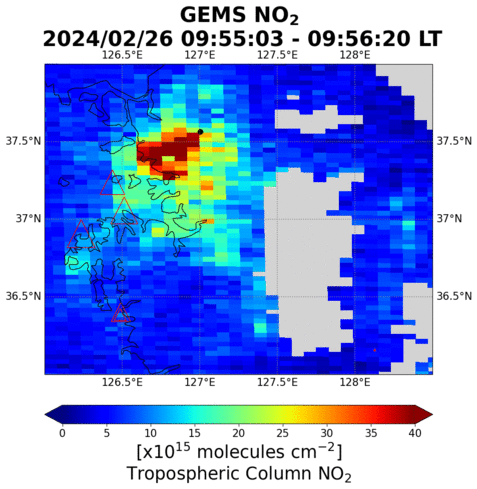 GEMS NO₂
2024/02/26 09:55:03 - 09:56:20 LT
126.5°E 127°E 127.5°E 128°E
37.5°N 37.5°N
37°N 37°N
36.5°N 36.5°N
126.5°E 127°E 127.5°E 128°E
0 5 10 15 20 25 30 35 40
[x10¹⁵ molecules cm⁻²]
Tropospheric Column NO₂